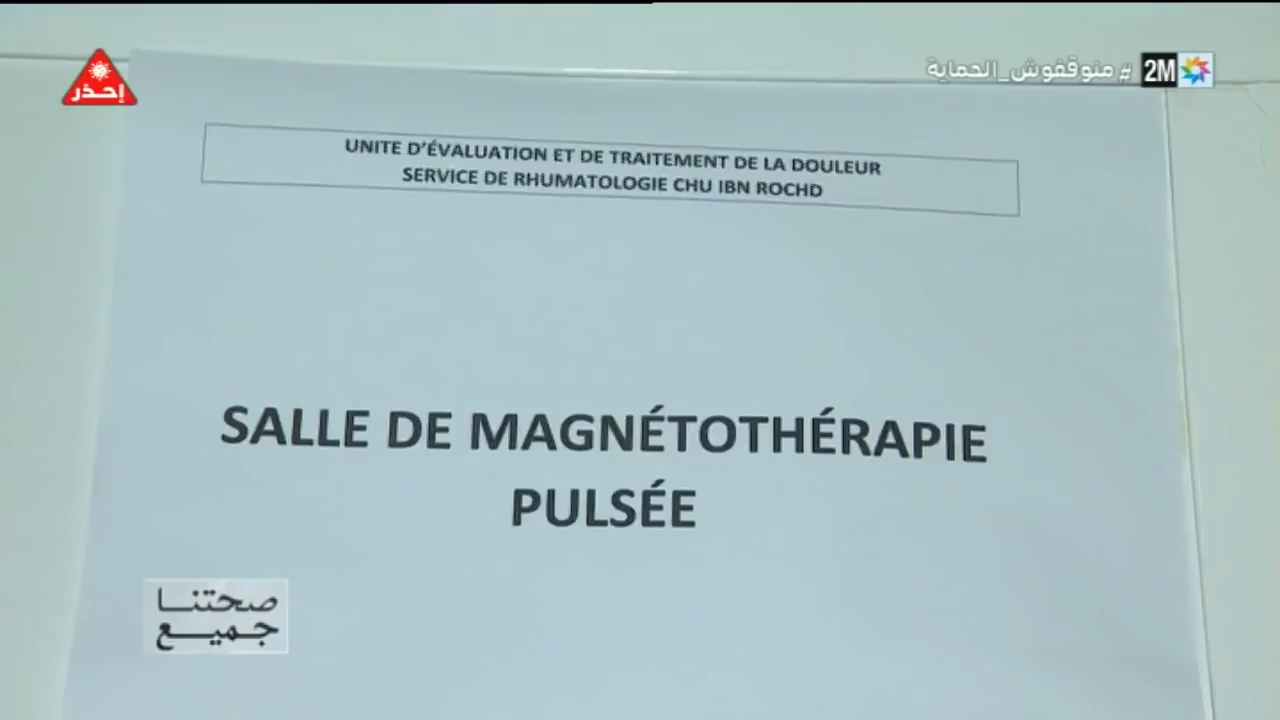 إحـذر
#منوقفوش_الحماية
2M
UNITE D'ÉVALUATION ET DE TRAITEMENT DE LA DOULEUR
SERVICE DE RHUMATOLOGIE CHU IBN ROCHD
SALLE DE MAGNÉTOTHÉRAPIE
PULSÉE
صحتنا
جميع